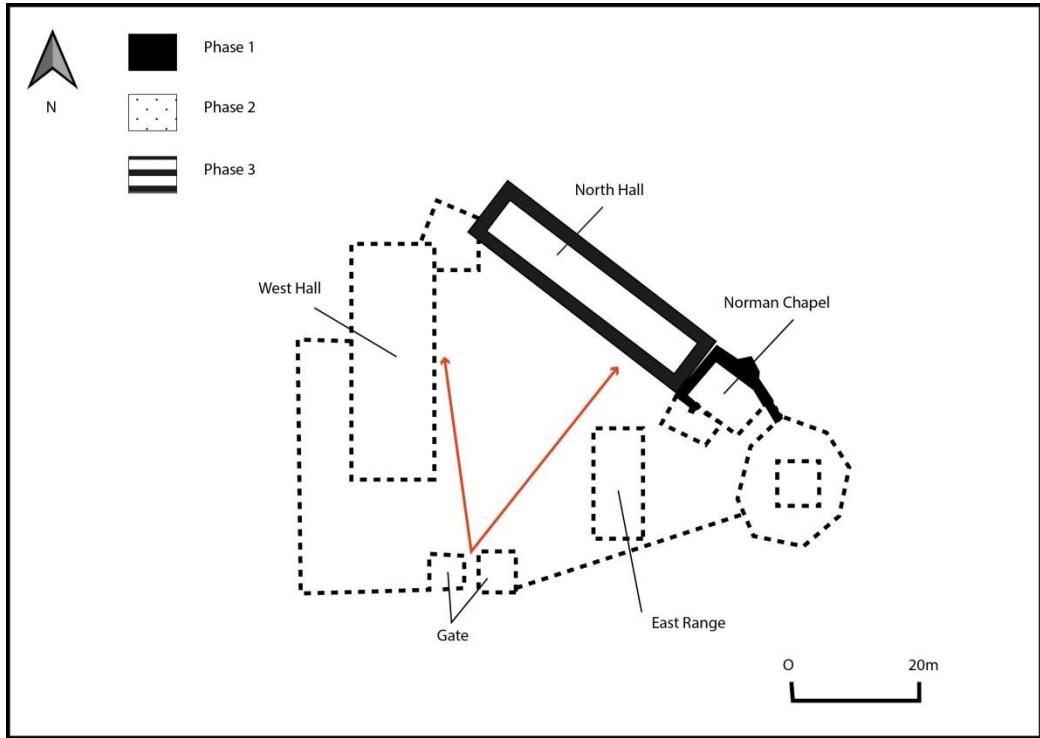 N
Phase 1
Phase 2
Phase 3
North Hall
West Hall
Norman Chapel
Gate
East Range
O
20m